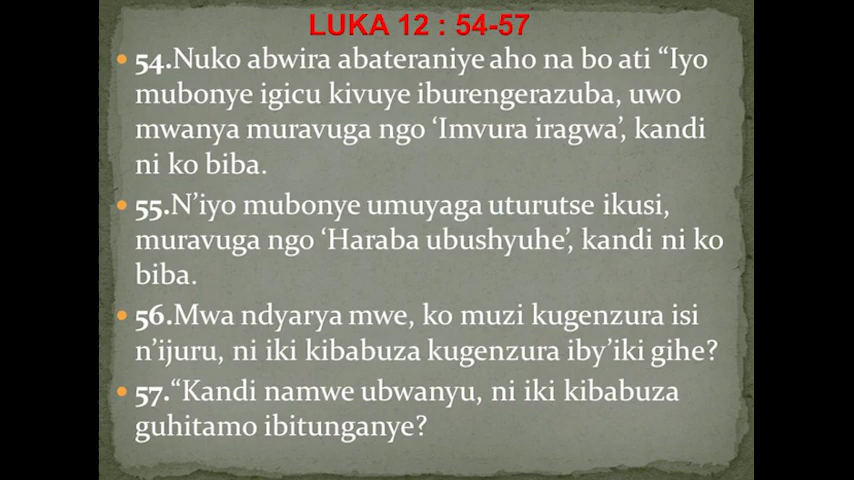 LUKA 12 : 54-57
• 54.Nuko abwira abateraniye aho na bo ati “Iyo
mubonye igicu kivuye iburengerazuba, uwo
mwanya muravuga ngo ‘Imvura iragwa’, kandi
ni ko biba.
• 55.N’iyo mubonye umuyaga uturutse ikusi,
muravuga ngo ‘Haraba ubushyuhe’, kandi ni ko
biba.
• 56.Mwa ndyarya mwe, ko muzi kugenzura isi
n’ijuru, ni iki kibabuza kugenzura iby’iki gihe?
• 57.“Kandi namwe ubwanyu, ni iki kibabuza
guhitamo ibitunganye?